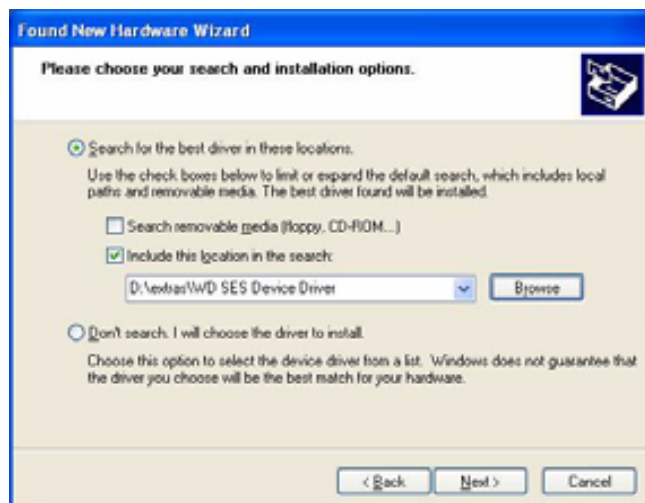 Found New Hardware Wizard
Please choose your search and installation options.
Search for the best driver in these locations.
Use the check boxes below to limit or expand the default search, which includes local
paths and removable media. The best driver found will be installed.
Search removable media (floppy, CD-ROM...)
Include this location in the search:
D:\extras\WD SES Device Driver
Browse
Don't search. I will choose the driver to install.
Choose this option to select the device driver from a list. Windows does not guarantee that
the driver you choose will be the best match for your hardware.
< Back Next > Cancel